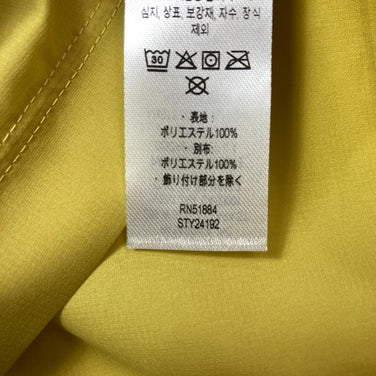 심지, 상표, 보강재, 자수, 장식
제외
30
・表地:
ポリエステル100%
・別布:
ポリエステル100%
・飾り付け部分を除く
RN51884
STY24192